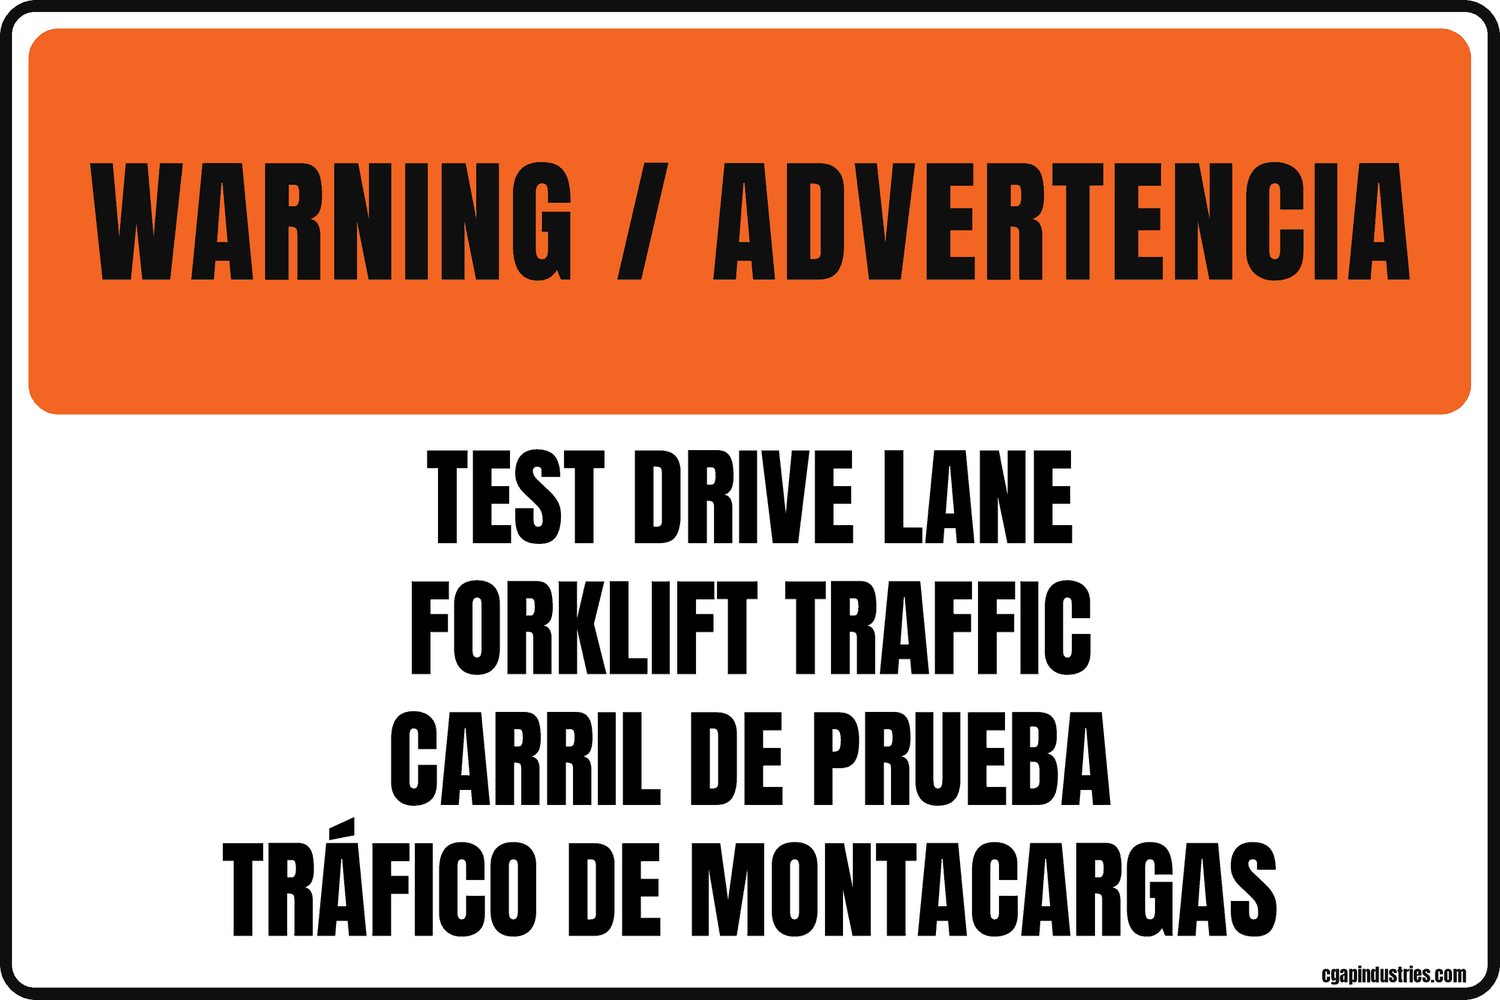 WARNING / ADVERTENCIA
TEST DRIVE LANE
FORKLIFT TRAFFIC
CARRIL DE PRUEBA
TRÁFICO DE MONTACARGAS
cgapindustries.com